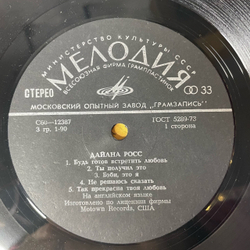 МИНИСТЕРСТВО КУЛЬТУРЫ СССР
МЕЛОДИЯ
ВСЕСОЮЗНАЯ ФИРМА ГРАМПЛАСТИНОК
СТЕРЕО
33
МОСКОВСКИЙ ОПЫТНЫЙ ЗАВОД „ГРАМЗАПИСЬ"
С60—12387
ГОСТ 5289-73
3 гр. 1-90
1 сторона
ДАЙАНА РОСС
1. Будь готов встретить любовь
2. Ты получил это
3. Бэби, это я
4. Не решаюсь сказать
5. Так прекрасна твоя любовь
На английском языке
Изготовлено по лицензии фирмы
Motown Records, США